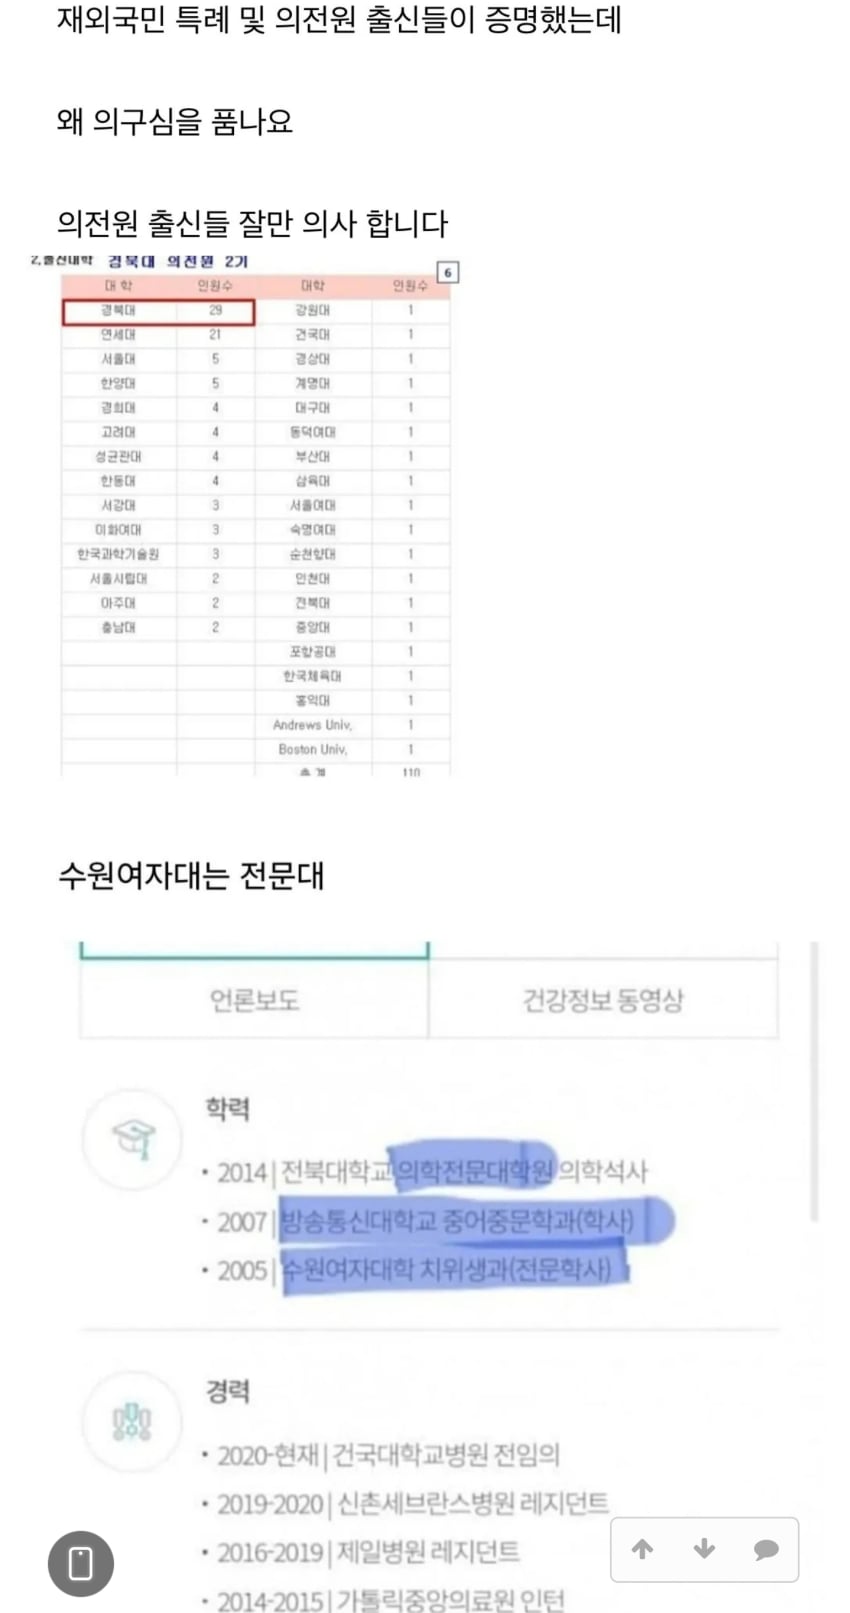 재외국민 특례 및 의전원 출신들이 증명했는데
왜 의구심을 품나요
의전원 출신들 잘만 의사 합니다
2.출신대학 경북대 의전원 2기
6
대 학 인원수 대학 인원수
경북대 29 강원대 1
연세대 21 건국대 1
서울대 5 경상대 1
한양대 5 계명대 1
경희대 4 대구대 1
고려대 4 동덕여대 1
성균관대 4 부산대 1
한동대 4 삼육대 1
서강대 3 서울여대 1
이화여대 3 숙명여대 1
한국과학기술원 3 순천향대 1
서울시립대 2 인천대 1
아주대 2 전북대 1
충남대 2 중앙대 1
포항공대 1
한국체육대 1
홍익대 1
Andrews Univ. 1
Boston Univ. 1
총 계 110
수원여자대는 전문대
언론보도 건강정보 동영상
학력
• 2014 | 전북대학교 의학전문대학원 의학석사
• 2007 | 방송통신대학교 중어중문학과(학사)
• 2005 | 수원여자대학 치위생과(전문학사)
경력
• 2020-현재 | 건국대학교병원 전임의
• 2019-2020 | 신촌세브란스병원 레지던트
• 2016-2019 | 제일병원 레지던트
• 2014-2015 | 가톨릭중앙의료원 인턴